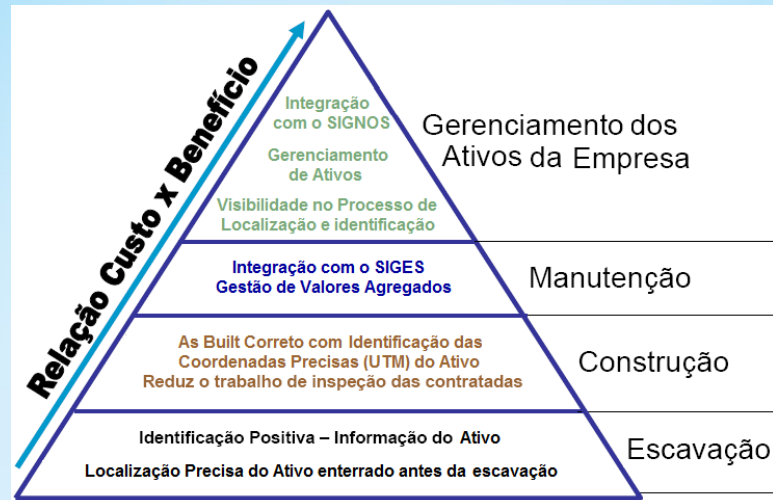 Relação Custo x Benefício
Integração
com o SIGNOS
Gerenciamento
de Ativos
Visibilidade no Processo de
Localização e identificação
Gerenciamento dos
Ativos da Empresa
Integração com o SIGES
Gestão de Valores Agregados
Manutenção
As Built Correto com Identificação das
Coordenadas Precisas (UTM) do Ativo
Reduz o trabalho de inspeção das contratadas
Construção
Identificação Positiva – Informação do Ativo
Localização Precisa do Ativo enterrado antes da escavação
Escavação